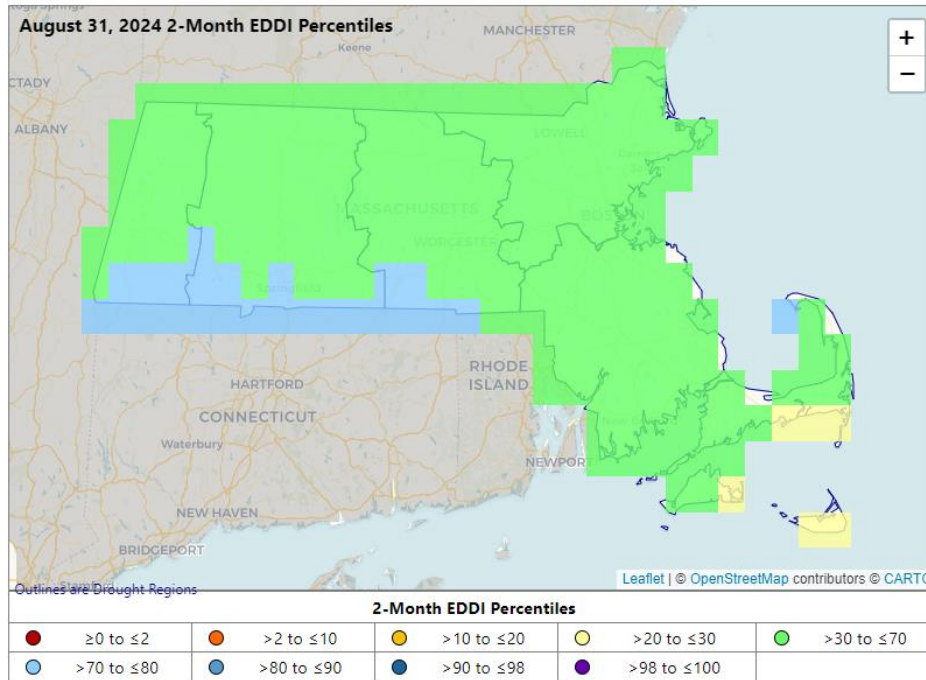 August 31, 2024 2-Month EDDI Percentiles
MANCHESTER
Keene
ALBANY
LOWELL
MASSACHUSETTS
BOSTON
WORCESTER
Springfield
RHODE
ISLAND
HARTFORD
CONNECTICUT
Waterbury
New Bedford
NEWPORT
NEW HAVEN
BRIDGEPORT
Stamford
+
−
Leaflet | © OpenStreetMap contributors © CARTO
Outlines are Drought Regions
2-Month EDDI Percentiles
≥0 to ≤2 >2 to ≤10 >10 to ≤20 >20 to ≤30 >30 to ≤70
>70 to ≤80 >80 to ≤90 >90 to ≤98 >98 to ≤100